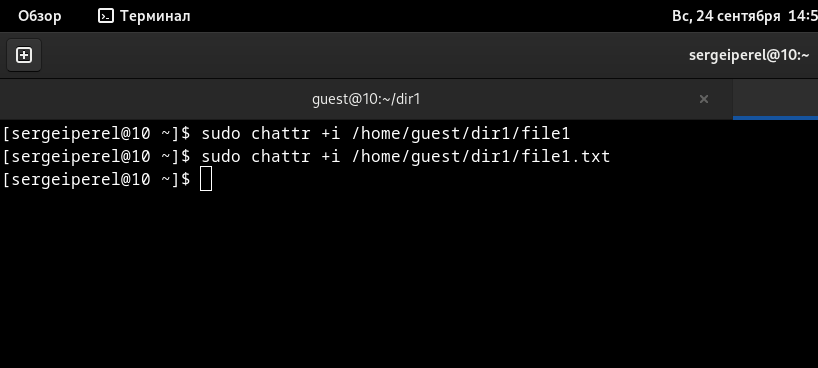 Обзор Терминал Вс, 24 сентября 14:5
sergeiperel@10:~
guest@10:~/dir1 ×
[sergeiperel@10 ~]$ sudo chattr +i /home/guest/dir1/file1
[sergeiperel@10 ~]$ sudo chattr +i /home/guest/dir1/file1.txt
[sergeiperel@10 ~]$